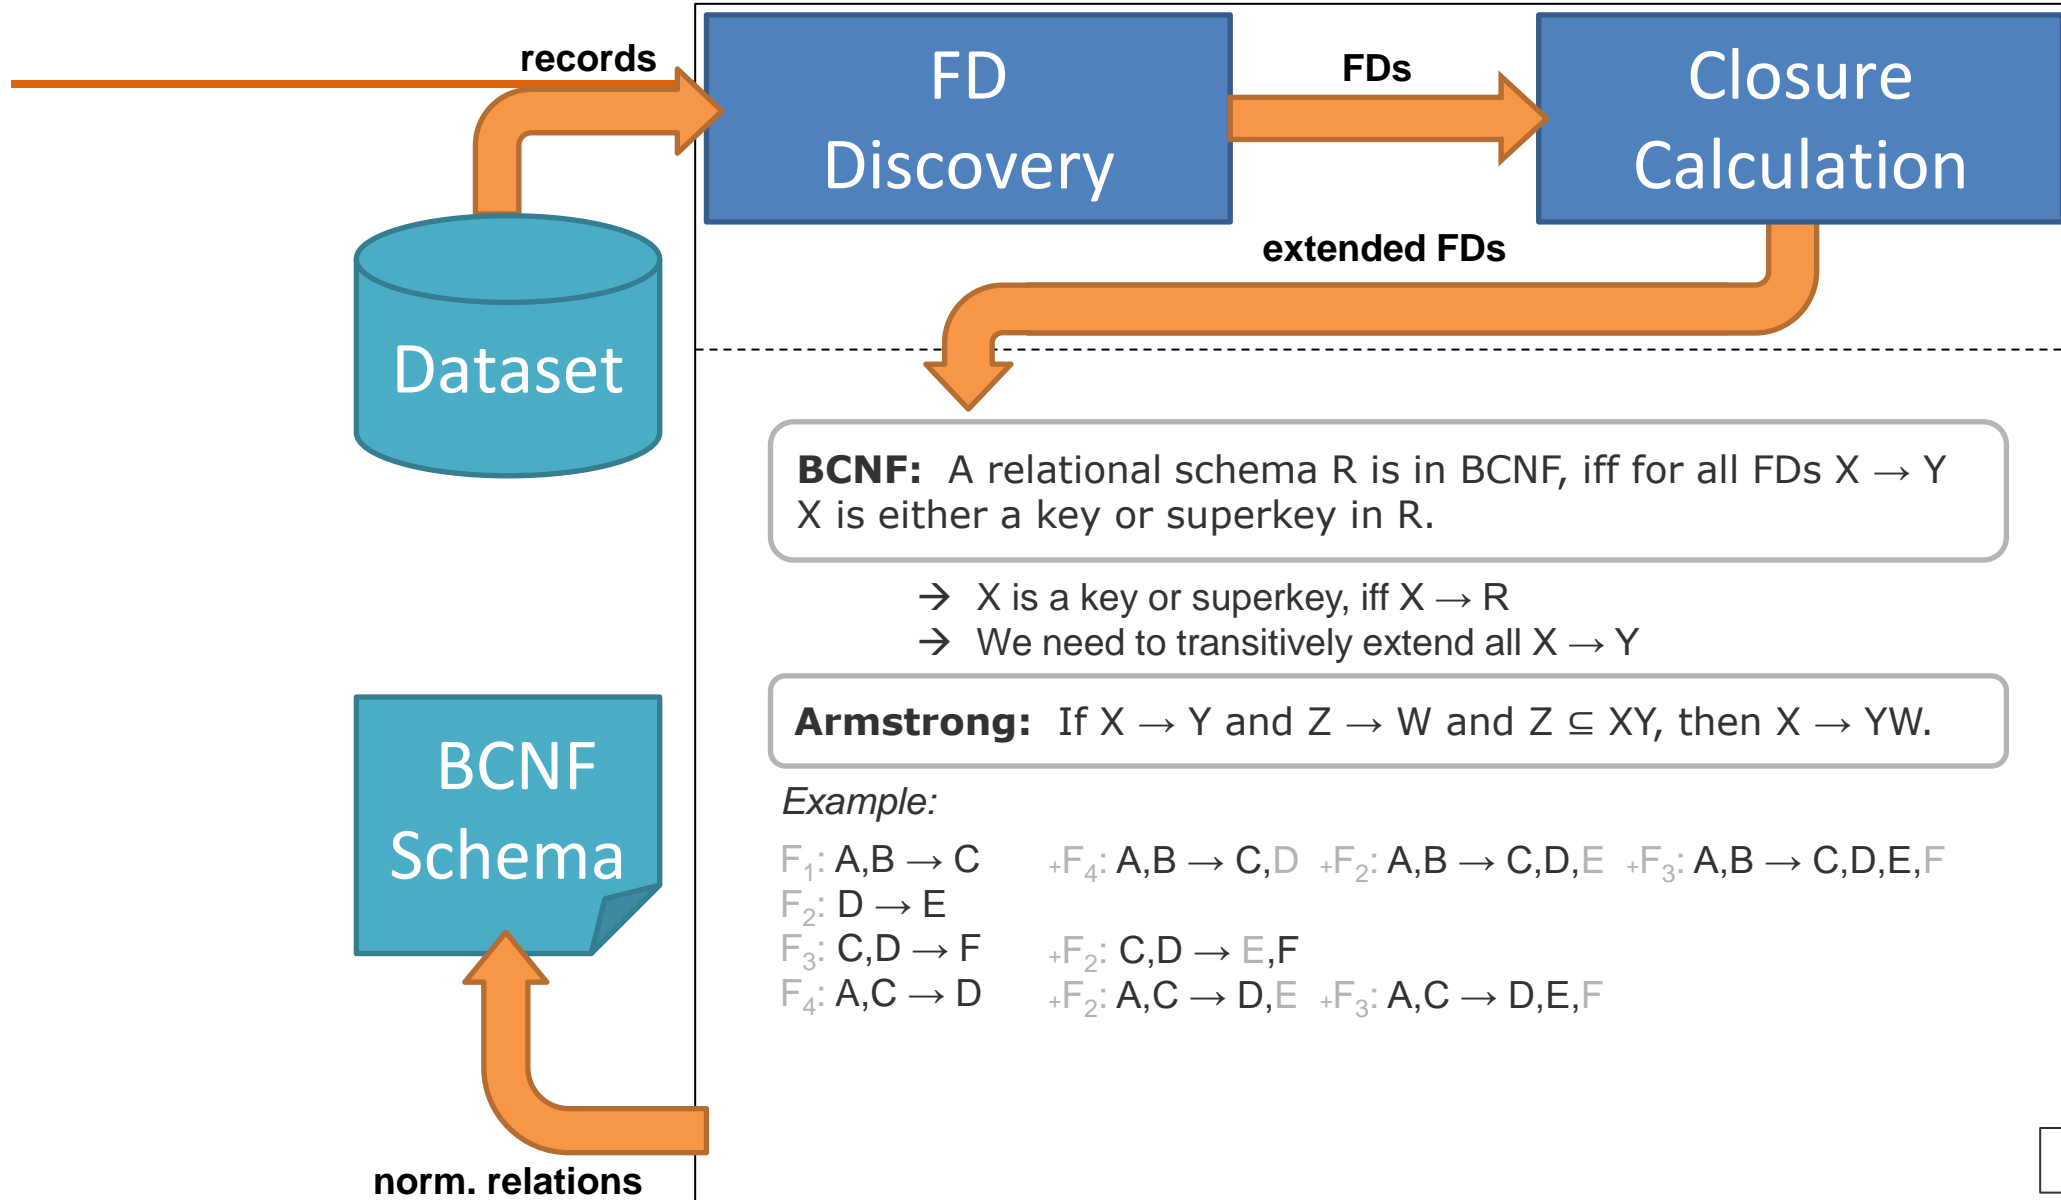 records
FD
Discovery
FDs
Closure
Calculation
extended FDs
Dataset
BCNF: A relational schema R is in BCNF, iff for all FDs X → Y
X is either a key or superkey in R.
→ X is a key or superkey, iff X → R
→ We need to transitively extend all X → Y
Armstrong: If X → Y and Z → W and Z ⊆ XY, then X → YW.
BCNF
Schema
Example:
F₁: A,B → C +F₄: A,B → C,D +F₂: A,B → C,D,E +F₃: A,B → C,D,E,F
F₂: D → E
F₃: C,D → F +F₂: C,D → E,F
F₄: A,C → D +F₂: A,C → D,E +F₃: A,C → D,E,F
norm. relations